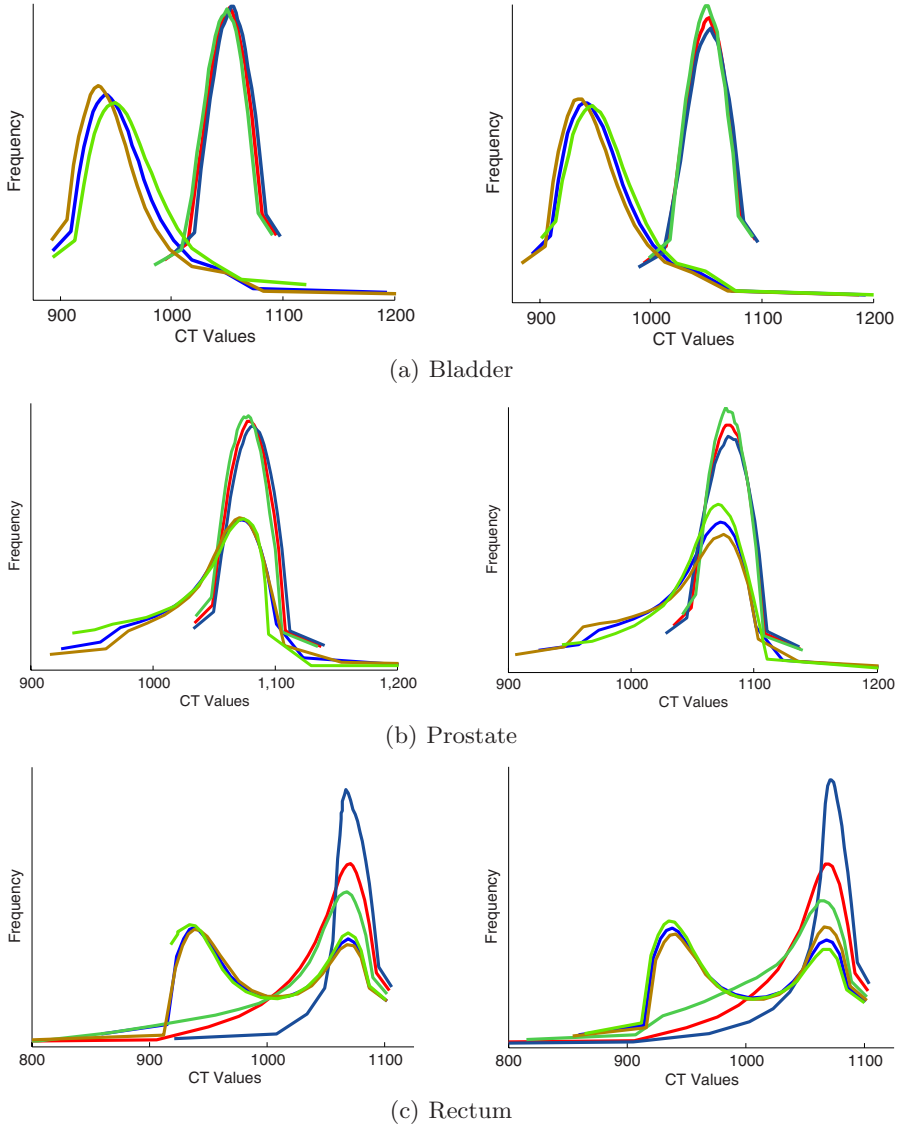 Frequency
900 1000 1100 1200
CT Values
Frequency
900 1000 1100 1200
CT Values
(a) Bladder
Frequency
900 1000 1,100 1,200
CT Values
Frequency
900 1000 1100 1200
CT Values
(b) Prostate
Frequency
800 900 1000 1100
CT Values
Frequency
800 900 1000 1100
CT Values
(c) Rectum